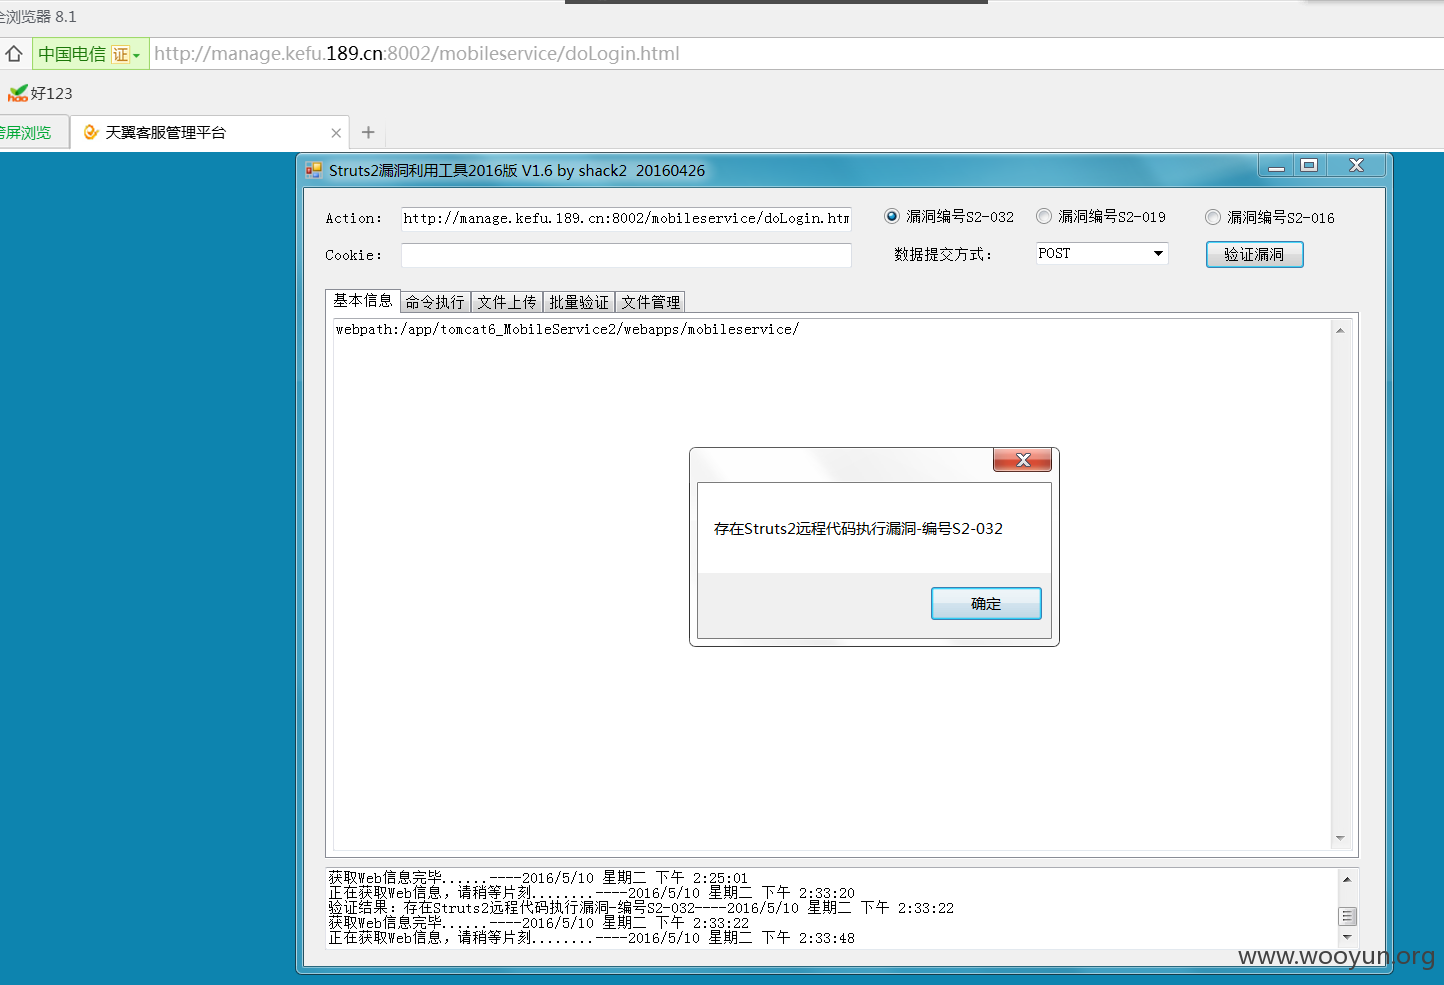 全浏览器 8.1
中国电信 证 http://manage.kefu.189.cn:8002/mobileservice/doLogin.html
hao 好123
跨屏浏览 天翼客服管理平台
Struts2漏洞利用工具2016版 V1.6 by shack2 20160426
Action: http://manage.kefu.189.cn:8002/mobileservice/doLogin.htm 漏洞编号S2-032 漏洞编号S2-019 漏洞编号S2-016
Cookie: 数据提交方式: POST 验证漏洞
基本信息 命令执行 文件上传 批量验证 文件管理
webpath:/app/tomcat6_MobileService2/webapps/mobileservice/
存在Struts2远程代码执行漏洞-编号S2-032
确定
获取Web信息完毕......----2016/5/10 星期二 下午 2:25:01
正在获取Web信息，请稍等片刻........----2016/5/10 星期二 下午 2:33:20
验证结果：存在Struts2远程代码执行漏洞-编号S2-032----2016/5/10 星期二 下午 2:33:22
获取Web信息完毕......----2016/5/10 星期二 下午 2:33:22
正在获取Web信息，请稍等片刻........----2016/5/10 星期二 下午 2:33:48
www.wooyun.org